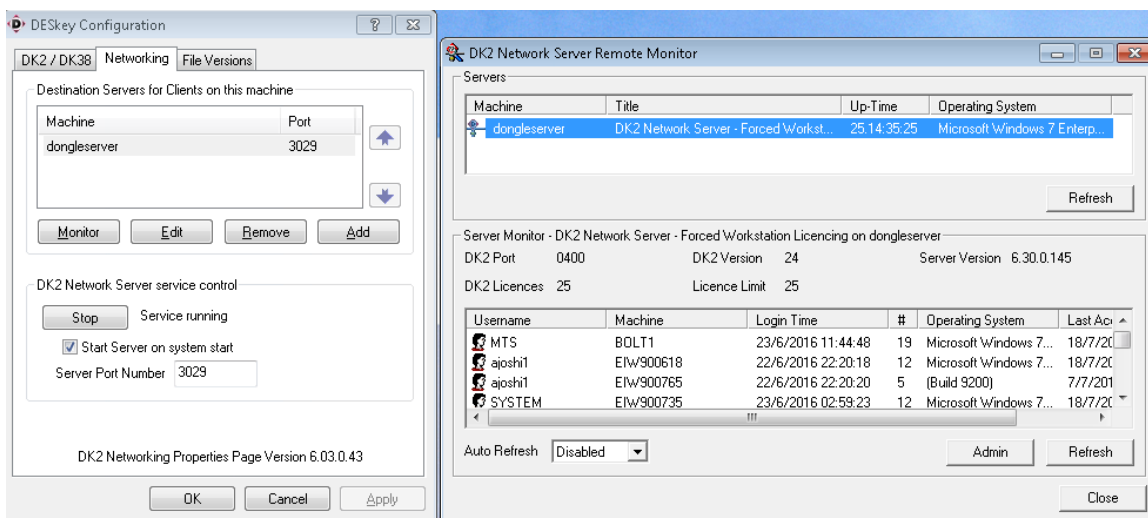 DESkey Configuration
DK2 / DK38 Networking File Versions
Destination Servers for Clients on this machine
Machine Port
dongleserver 3029
Monitor Edit Remove Add
DK2 Network Server service control
Stop Service running
Start Server on system start
Server Port Number 3029
DK2 Networking Properties Page Version 6.03.0.43
OK Cancel Apply
DK2 Network Server Remote Monitor
Servers
Machine Title Up-Time Operating System
dongleserver DK2 Network Server - Forced Workst... 25.14:35:25 Microsoft Windows 7 Enterp...
Refresh
Server Monitor - DK2 Network Server - Forced Workstation Licencing on dongleserver
DK2 Port 0400 DK2 Version 24 Server Version 6.30.0.145
DK2 Licences 25 Licence Limit 25
Username Machine Login Time # Operating System Last Acc
MTS BOLT1 23/6/2016 11:44:48 19 Microsoft Windows 7... 18/7/20
ajoshi1 EIW900618 22/6/2016 22:20:18 12 Microsoft Windows 7... 18/7/20
ajoshi1 EIW900765 22/6/2016 22:20:20 5 (Build 9200) 7/7/201
SYSTEM EIW900735 23/6/2016 02:59:23 12 Microsoft Windows 7... 18/7/20
Auto Refresh Disabled Admin Refresh
Close